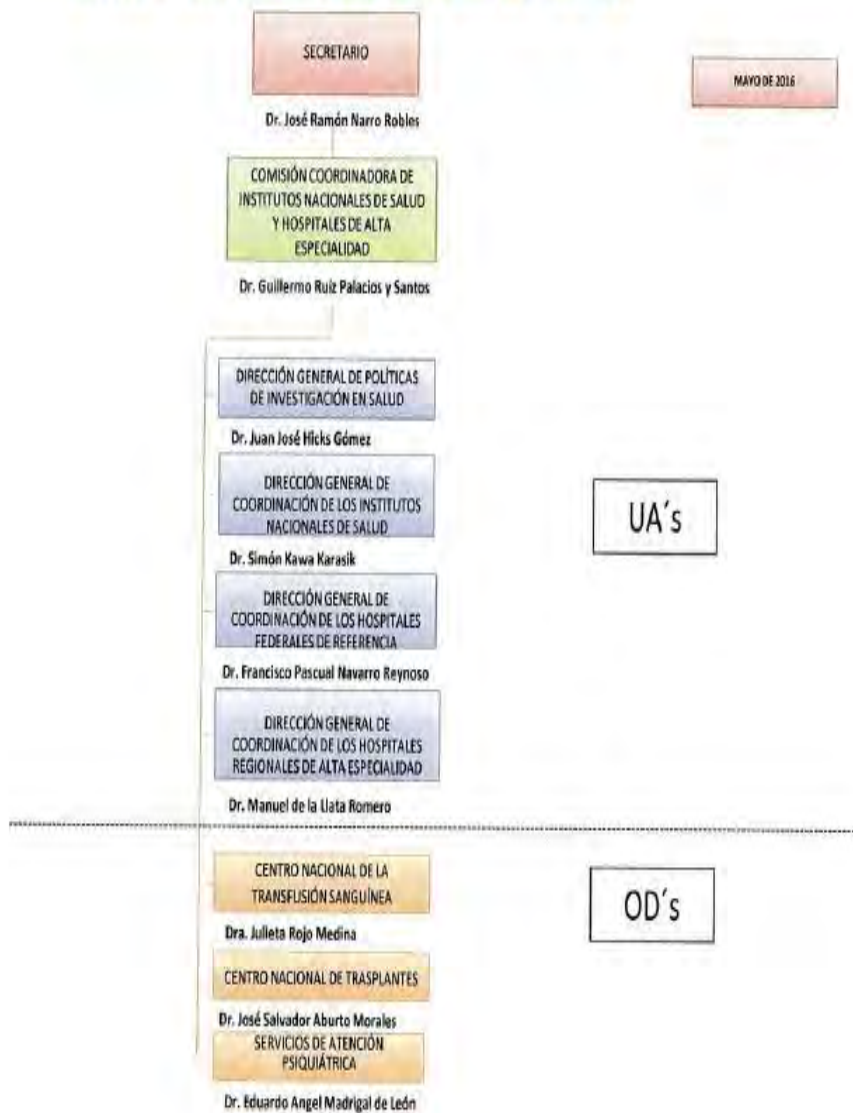 SECRETARIO
MAYO DE 2016
Dr. José Ramón Narro Robles
COMISIÓN COORDINADORA DE
INSTITUTOS NACIONALES DE SALUD
Y HOSPITALES DE ALTA
ESPECIALIDAD
Dr. Guillermo Ruiz Palacios y Santos
DIRECCIÓN GENERAL DE POLÍTICAS
DE INVESTIGACIÓN EN SALUD
Dr. Juan José Hicks Gómez
DIRECCIÓN GENERAL DE
COORDINACIÓN DE LOS INSTITUTOS
NACIONALES DE SALUD
UA´s
Dr. Simón Kawa Karasik
DIRECCIÓN GENERAL DE
COORDINACIÓN DE LOS HOSPITALES
FEDERALES DE REFERENCIA
Dr. Francisco Pascual Navarro Reynoso
DIRECCIÓN GENERAL DE
COORDINACIÓN DE LOS HOSPITALES
REGIONALES DE ALTA ESPECIALIDAD
Dr. Manuel de la Llata Romero
CENTRO NACIONAL DE LA
TRANSFUSIÓN SANGUÍNEA
OD´s
Dra. Julieta Rojo Medina
CENTRO NACIONAL DE TRASPLANTES
Dr. José Salvador Aburto Morales
SERVICIOS DE ATENCIÓN
PSIQUIÁTRICA
Dr. Eduardo Angel Madrigal de León